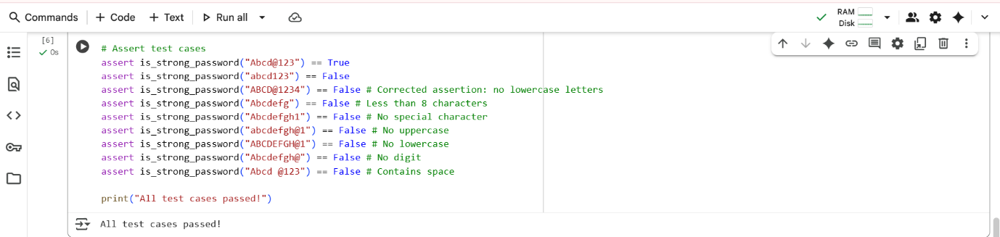 Commands + Code + Text Run all RAM
Disk
[6]
0s
# Assert test cases
assert is_strong_password("Abcd@123") == True
assert is_strong_password("abcd123") == False
assert is_strong_password("ABCD@1234") == False # Corrected assertion: no lowercase letters
assert is_strong_password("Abcdefg") == False # Less than 8 characters
assert is_strong_password("Abcdefgh1") == False # No special character
assert is_strong_password("abcdefgh@1") == False # No uppercase
assert is_strong_password("ABCDEFGH@1") == False # No lowercase
assert is_strong_password("Abcdefgh@") == False # No digit
assert is_strong_password("Abcd @123") == False # Contains space
print("All test cases passed!")
All test cases passed!